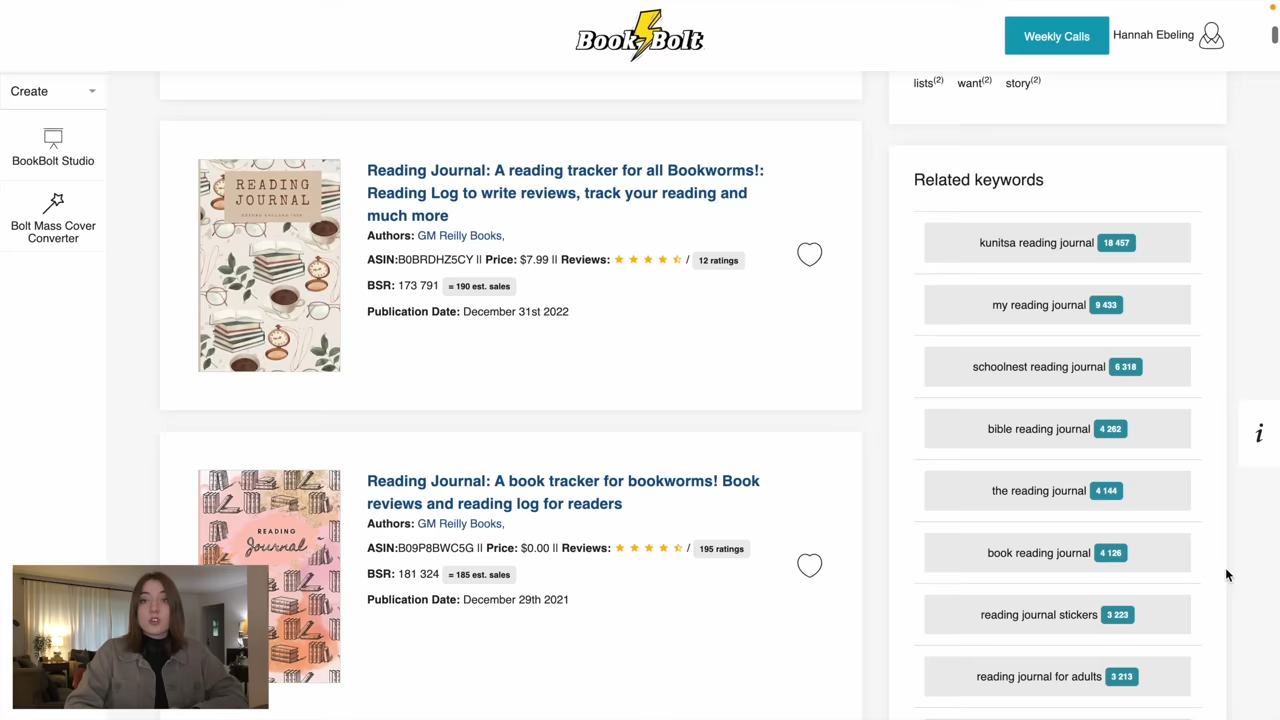 Book Bolt
Weekly Calls
Hannah Ebeling
Create
BookBolt Studio
Bolt Mass Cover
Converter
READING
JOURNAL
Reading Journal: A reading tracker for all Bookworms!:
Reading Log to write reviews, track your reading and
much more
Authors: GM Reilly Books,
ASIN:B0BRDHZ5CY || Price: $7.99 || Reviews: / 12 ratings
BSR: 173 791 = 190 est. sales
Publication Date: December 31st 2022
READING
Journal
Reading Journal: A book tracker for bookworms! Book
reviews and reading log for readers
Authors: GM Reilly Books,
ASIN:B09P8BWC5G || Price: $0.00 || Reviews: / 195 ratings
BSR: 181 324 = 185 est. sales
Publication Date: December 29th 2021
lists(2) want(2) story(2)
Related keywords
kunitsa reading journal 18 457
my reading journal 9 433
schoolnest reading journal 6 318
bible reading journal 4 262
the reading journal 4 144
book reading journal 4 126
reading journal stickers 3 223
reading journal for adults 3 213
i